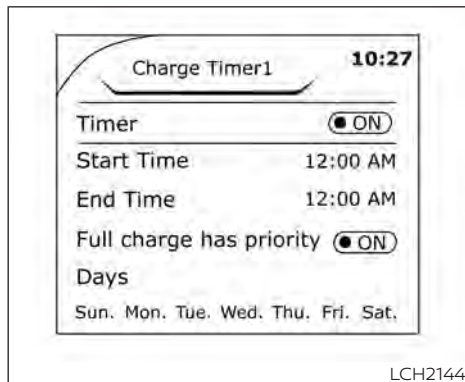 Charge Timer1 10:27
Timer ON
Start Time 12:00 AM
End Time 12:00 AM
Full charge has priority ON
Days
Sun. Mon. Tue. Wed. Thu. Fri. Sat.
LCH2144